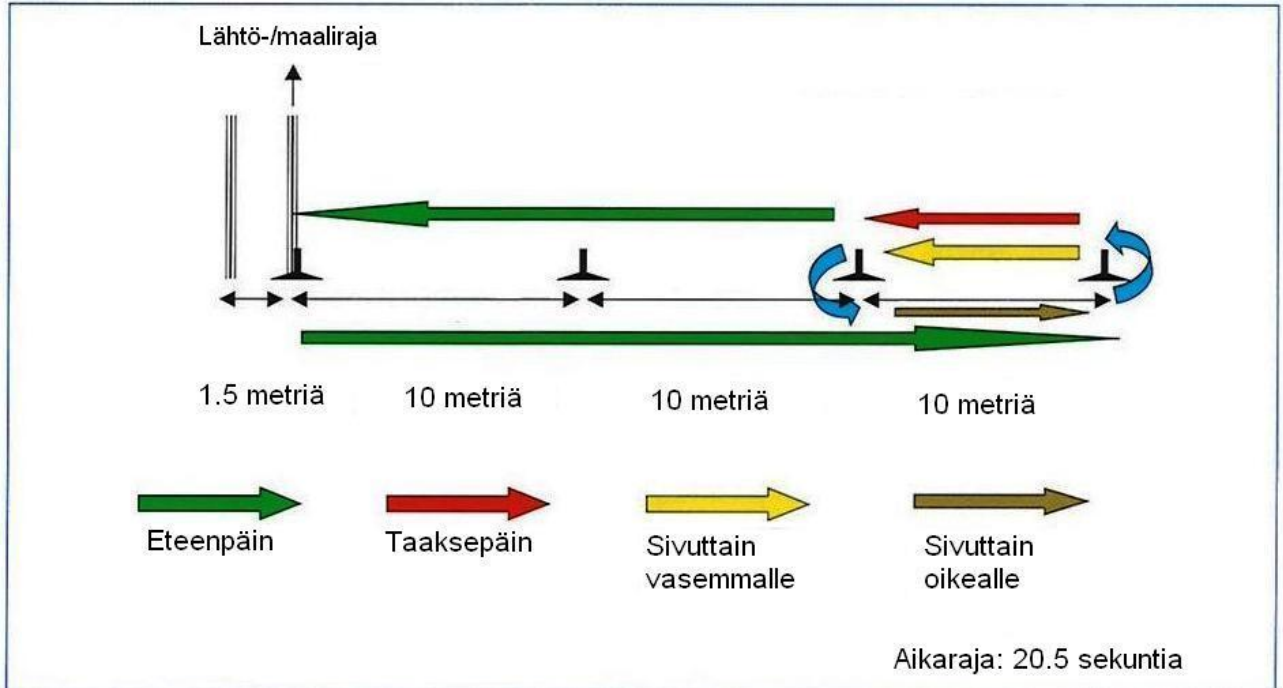 Lähtö-/maaliraja
1.5 metriä
10 metriä
10 metriä
10 metriä
Eteenpäin
Taaksepäin
Sivuttain
vasemmalle
Sivuttain
oikealle
Aikaraja: 20.5 sekuntia